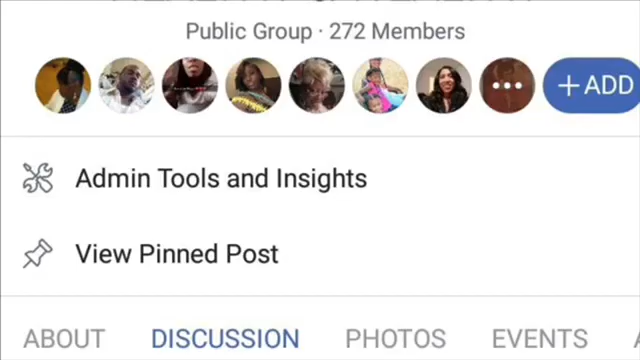 Public Group · 272 Members
+ADD
Admin Tools and Insights
View Pinned Post
ABOUT DISCUSSION PHOTOS EVENTS